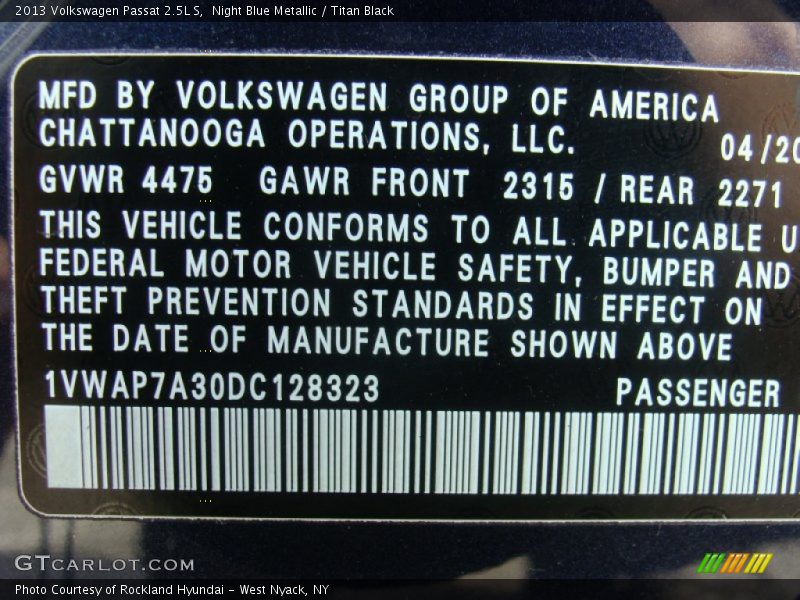 2013 Volkswagen Passat 2.5L S,  Night Blue Metallic / Titan Black
MFD BY VOLKSWAGEN GROUP OF AMERICA
CHATTANOOGA OPERATIONS, LLC. 04/20
GVWR 4475 GAWR FRONT 2315 / REAR 2271
THIS VEHICLE CONFORMS TO ALL APPLICABLE U
FEDERAL MOTOR VEHICLE SAFETY, BUMPER AND
THEFT PREVENTION STANDARDS IN EFFECT ON
THE DATE OF MANUFACTURE SHOWN ABOVE
1VWAP7A30DC128323 PASSENGER
GTCARLOT.COM
Photo Courtesy of Rockland Hyundai - West Nyack, NY